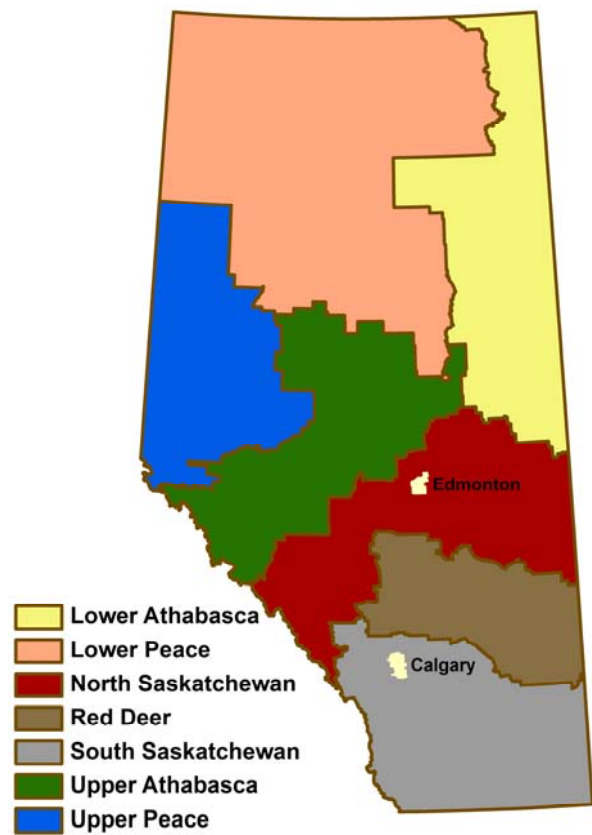 Edmonton
Lower Athabasca
Lower Peace
North Saskatchewan
Calgary
Red Deer
South Saskatchewan
Upper Athabasca
Upper Peace